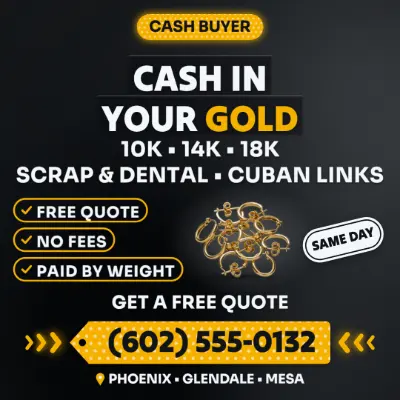 CASH BUYER
CASH IN
YOUR GOLD
10K ▪ 14K ▪ 18K
SCRAP & DENTAL ▪ CUBAN LINKS
FREE QUOTE
NO FEES
PAID BY WEIGHT
SAME DAY
GET A FREE QUOTE
(602) 555-0132
PHOENIX ▪ GLENDALE ▪ MESA